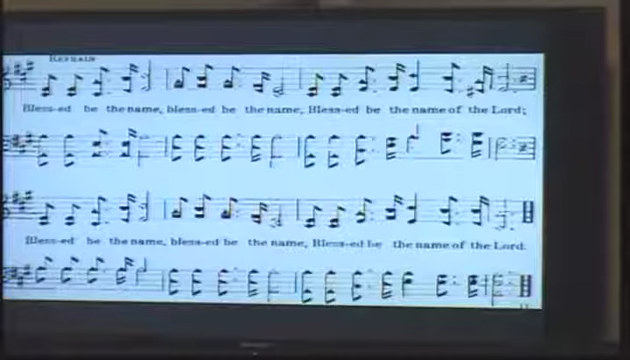 REFRAIN
Bless-ed be the name, bless-ed be the name, Bless-ed be the name of the Lord;
Bless-ed be the name, bless-ed be the name, Bless-ed be the name of the Lord.